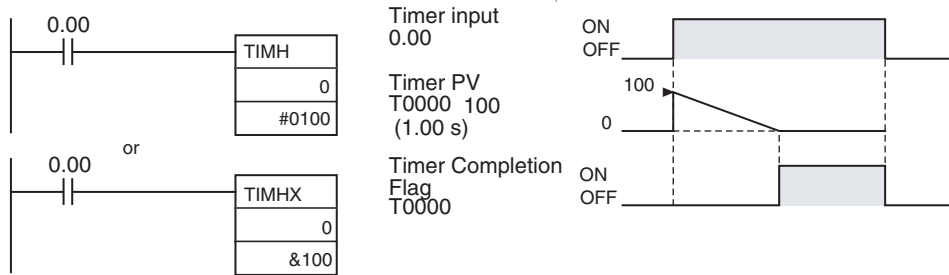 0.00
TIMH
0
#0100
or
0.00
TIMHX
0
&100
Timer input
0.00
ON
OFF
Timer PV
T0000 100
(1.00 s)
100
0
Timer Completion
Flag
T0000
ON
OFF